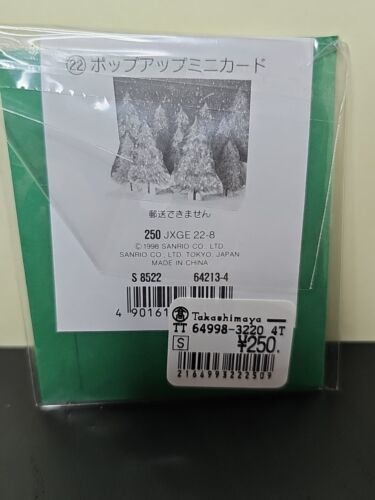 ㉒ ポップアップミニカード
郵送できません
250 JXGE 22-8
© 1998 SANRIO CO., LTD.
SANRIO CO., LTD. TOKYO, JAPAN
MADE IN CHINA
S 8522 64213-4
4 90161
高 Takashimaya
TT 64998-3220 4T
S ¥250.
2164998222509